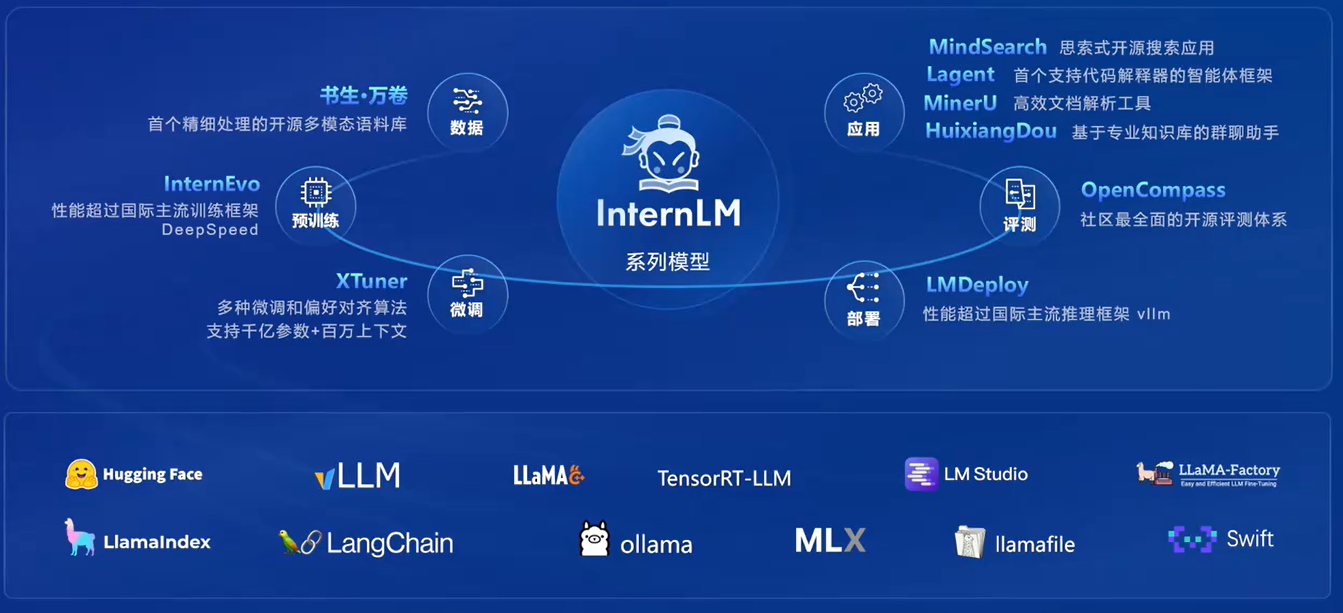 书生·万卷
首个精细处理的开源多模态语料库
数据
InternEvo
性能超过国际主流训练框架
DeepSpeed
预训练
XTuner
多种微调和偏好对齐算法
支持千亿参数+百万上下文
微调
InternLM
系列模型
应用
MindSearch 思索式开源搜索应用
Lagent 首个支持代码解释器的智能体框架
MinerU 高效文档解析工具
HuixiangDou 基于专业知识库的群聊助手
评测
OpenCompass
社区最全面的开源评测体系
部署
LMDeploy
性能超过国际主流推理框架 vllm
Hugging Face
vLLM
LLaMA C++
TensorRT-LLM
LM Studio
LLaMA-Factory
Easy and Efficient LLM Fine-Tuning
LlamaIndex
LangChain
ollama
MLX
llamafile
Swift